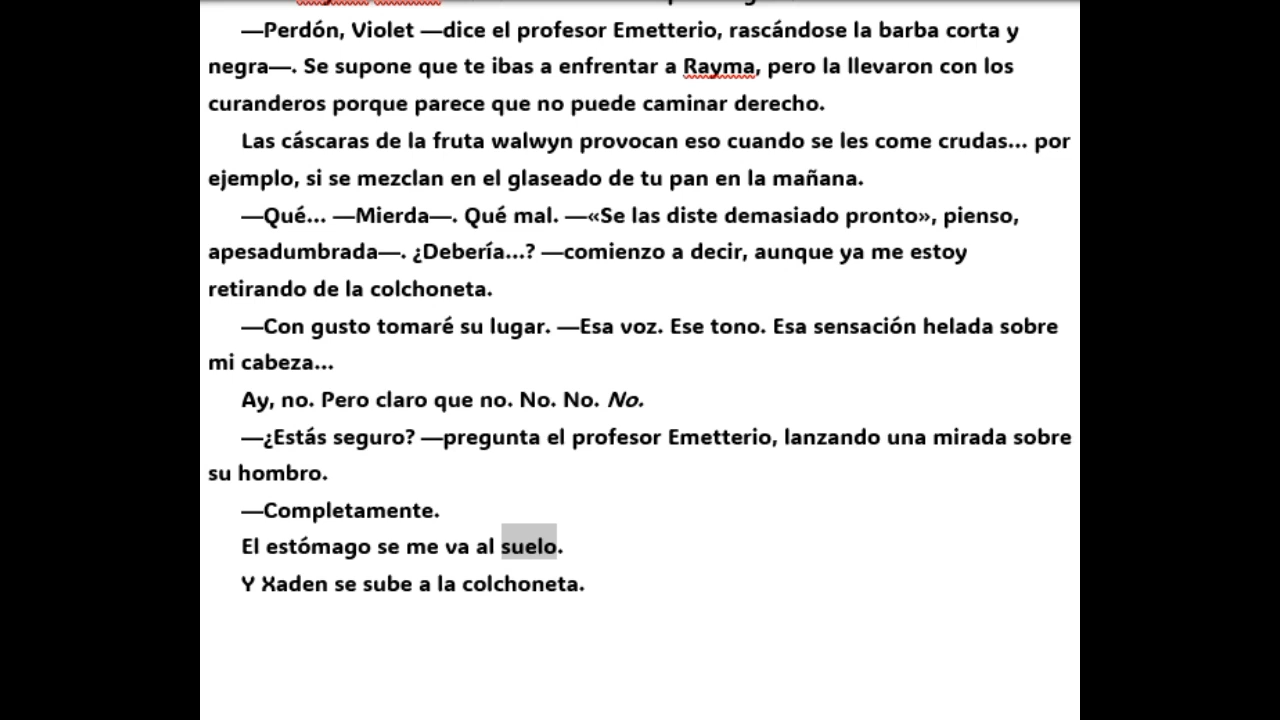 —Perdón, Violet —dice el profesor Emetterio, rascándose la barba corta y
negra—. Se supone que te ibas a enfrentar a Rayma, pero la llevaron con los
curanderos porque parece que no puede caminar derecho.
Las cáscaras de la fruta walwyn provocan eso cuando se les come crudas... por
ejemplo, si se mezclan en el glaseado de tu pan en la mañana.
—Qué... —Mierda—. Qué mal. —«Se las diste demasiado pronto», pienso,
apesadumbrada—. ¿Debería...? —comienzo a decir, aunque ya me estoy
retirando de la colchoneta.
—Con gusto tomaré su lugar. —Esa voz. Ese tono. Esa sensación helada sobre
mi cabeza...
Ay, no. Pero claro que no. No. No. No.
—¿Estás seguro? —pregunta el profesor Emetterio, lanzando una mirada sobre
su hombro.
—Completamente.
El estómago se me va al suelo.
Y Xaden se sube a la colchoneta.